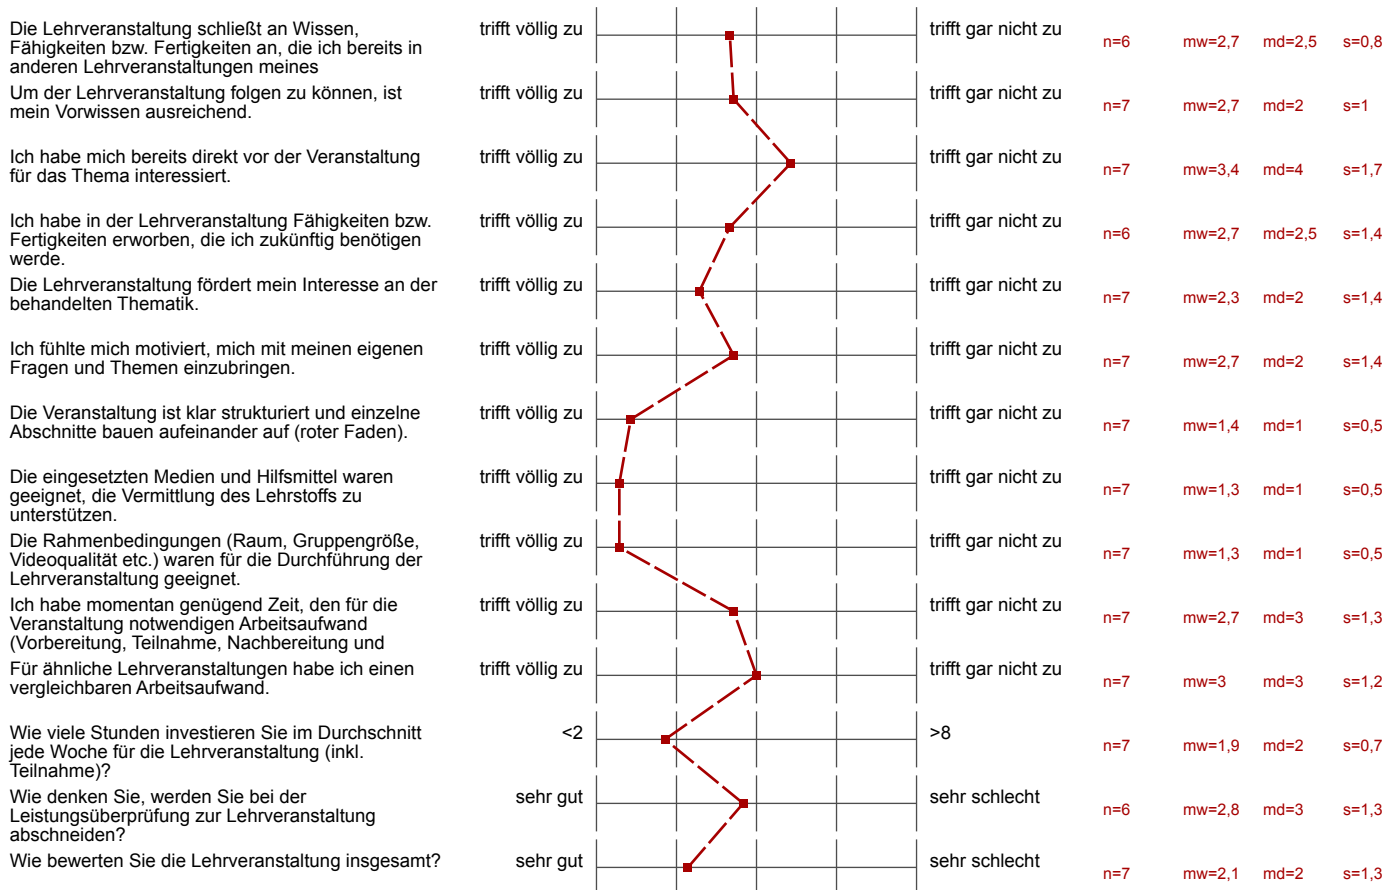 Die Lehrveranstaltung schließt an Wissen,
Fähigkeiten bzw. Fertigkeiten an, die ich bereits in
anderen Lehrveranstaltungen meines
trifft völlig zu
trifft gar nicht zu
n=6 mw=2,7 md=2,5 s=0,8
Um der Lehrveranstaltung folgen zu können, ist
mein Vorwissen ausreichend.
trifft völlig zu
trifft gar nicht zu
n=7 mw=2,7 md=2 s=1
Ich habe mich bereits direkt vor der Veranstaltung
für das Thema interessiert.
trifft völlig zu
trifft gar nicht zu
n=7 mw=3,4 md=4 s=1,7
Ich habe in der Lehrveranstaltung Fähigkeiten bzw.
Fertigkeiten erworben, die ich zukünftig benötigen
werde.
trifft völlig zu
trifft gar nicht zu
n=6 mw=2,7 md=2,5 s=1,4
Die Lehrveranstaltung fördert mein Interesse an der
behandelten Thematik.
trifft völlig zu
trifft gar nicht zu
n=7 mw=2,3 md=2 s=1,4
Ich fühlte mich motiviert, mich mit meinen eigenen
Fragen und Themen einzubringen.
trifft völlig zu
trifft gar nicht zu
n=7 mw=2,7 md=2 s=1,4
Die Veranstaltung ist klar strukturiert und einzelne
Abschnitte bauen aufeinander auf (roter Faden).
trifft völlig zu
trifft gar nicht zu
n=7 mw=1,4 md=1 s=0,5
Die eingesetzten Medien und Hilfsmittel waren
geeignet, die Vermittlung des Lehrstoffs zu
unterstützen.
trifft völlig zu
trifft gar nicht zu
n=7 mw=1,3 md=1 s=0,5
Die Rahmenbedingungen (Raum, Gruppengröße,
Videoqualität etc.) waren für die Durchführung der
Lehrveranstaltung geeignet.
trifft völlig zu
trifft gar nicht zu
n=7 mw=1,3 md=1 s=0,5
Ich habe momentan genügend Zeit, den für die
Veranstaltung notwendigen Arbeitsaufwand
(Vorbereitung, Teilnahme, Nachbereitung und
trifft völlig zu
trifft gar nicht zu
n=7 mw=2,7 md=3 s=1,3
Für ähnliche Lehrveranstaltungen habe ich einen
vergleichbaren Arbeitsaufwand.
trifft völlig zu
trifft gar nicht zu
n=7 mw=3 md=3 s=1,2
Wie viele Stunden investieren Sie im Durchschnitt
jede Woche für die Lehrveranstaltung (inkl.
Teilnahme)?
<2
>8
n=7 mw=1,9 md=2 s=0,7
Wie denken Sie, werden Sie bei der
Leistungsüberprüfung zur Lehrveranstaltung
abschneiden?
sehr gut
sehr schlecht
n=6 mw=2,8 md=3 s=1,3
Wie bewerten Sie die Lehrveranstaltung insgesamt?
sehr gut
sehr schlecht
n=7 mw=2,1 md=2 s=1,3